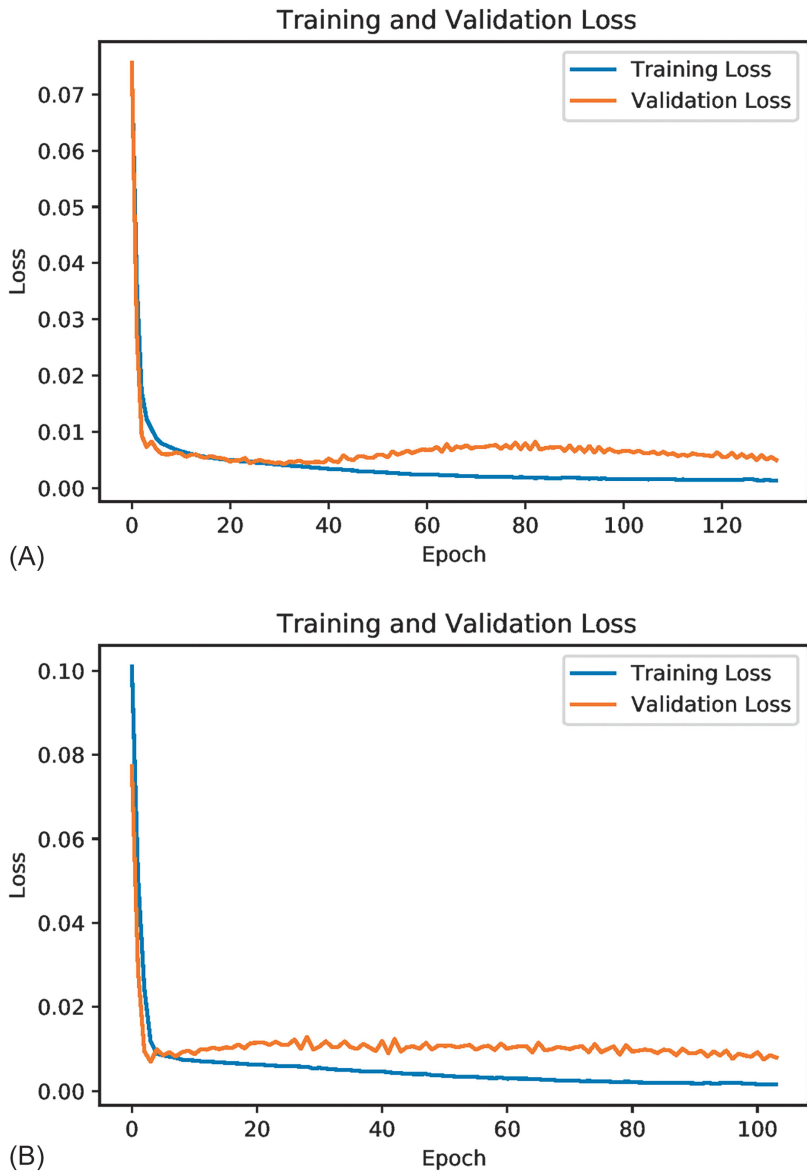 Training and Validation Loss
Training Loss
Validation Loss
0.07
0.06
0.05
0.04
0.03
0.02
0.01
0.00
Loss
0 20 40 60 80 100 120
Epoch
(A)
Training and Validation Loss
Training Loss
Validation Loss
0.10
0.08
0.06
0.04
0.02
0.00
Loss
0 20 40 60 80 100
Epoch
(B)